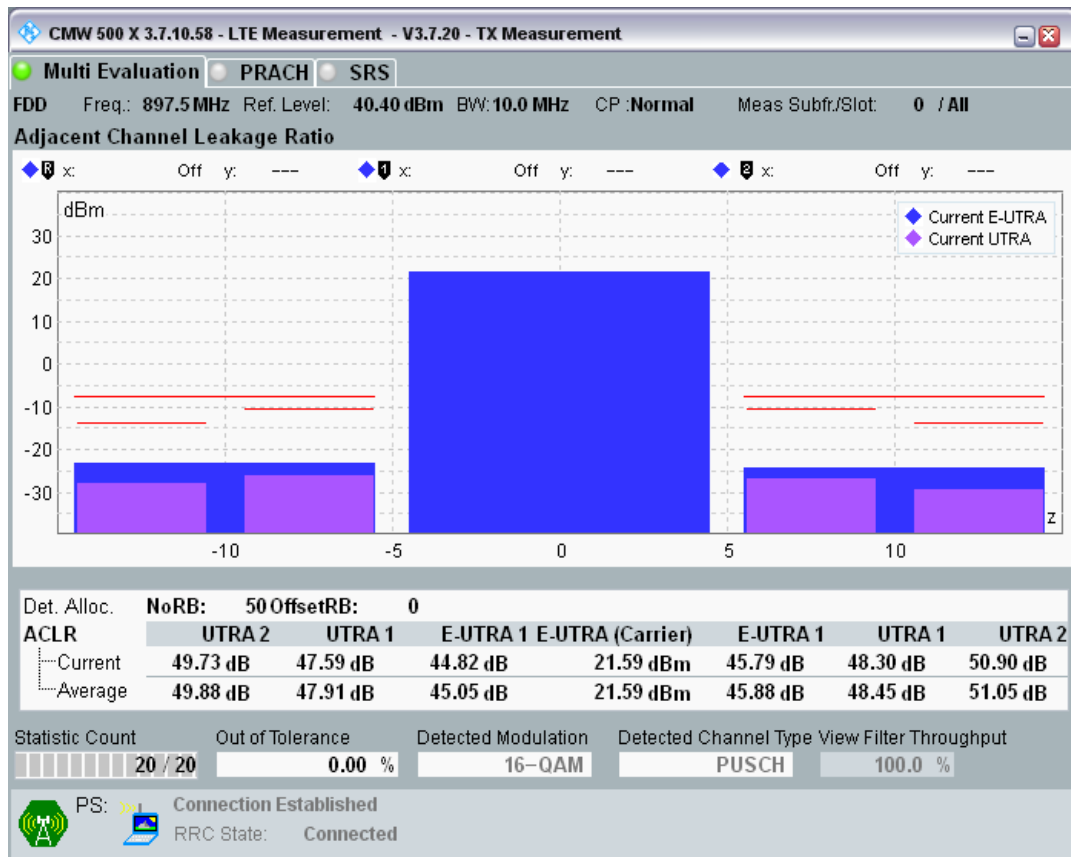 CMW 500 X 3.7.10.58 - LTE Measurement - V3.7.20 - TX Measurement
Multi Evaluation PRACH SRS
FDD Freq.: 897.5 MHz Ref. Level: 40.40 dBm BW: 10.0 MHz CP :Normal Meas Subfr./Slot: 0 / All
Adjacent Channel Leakage Ratio
R x: Off y: --- 1 x: Off y: --- 2 x: Off y: ---
dBm
Current E-UTRA
Current UTRA
30
20
10
0
-10
-20
-30
z
-10 -5 0 5 10
Det. Alloc. NoRB: 50 OffsetRB: 0
ACLR UTRA 2 UTRA 1 E-UTRA 1 E-UTRA (Carrier) E-UTRA 1 UTRA 1 UTRA 2
Current 49.73 dB 47.59 dB 44.82 dB 21.59 dBm 45.79 dB 48.30 dB 50.90 dB
Average 49.88 dB 47.91 dB 45.05 dB 21.59 dBm 45.88 dB 48.45 dB 51.05 dB
Statistic Count Out of Tolerance Detected Modulation Detected Channel Type View Filter Throughput
20 / 20 0.00 % 16-QAM PUSCH 100.0 %
PS: Connection Established
RRC State: Connected